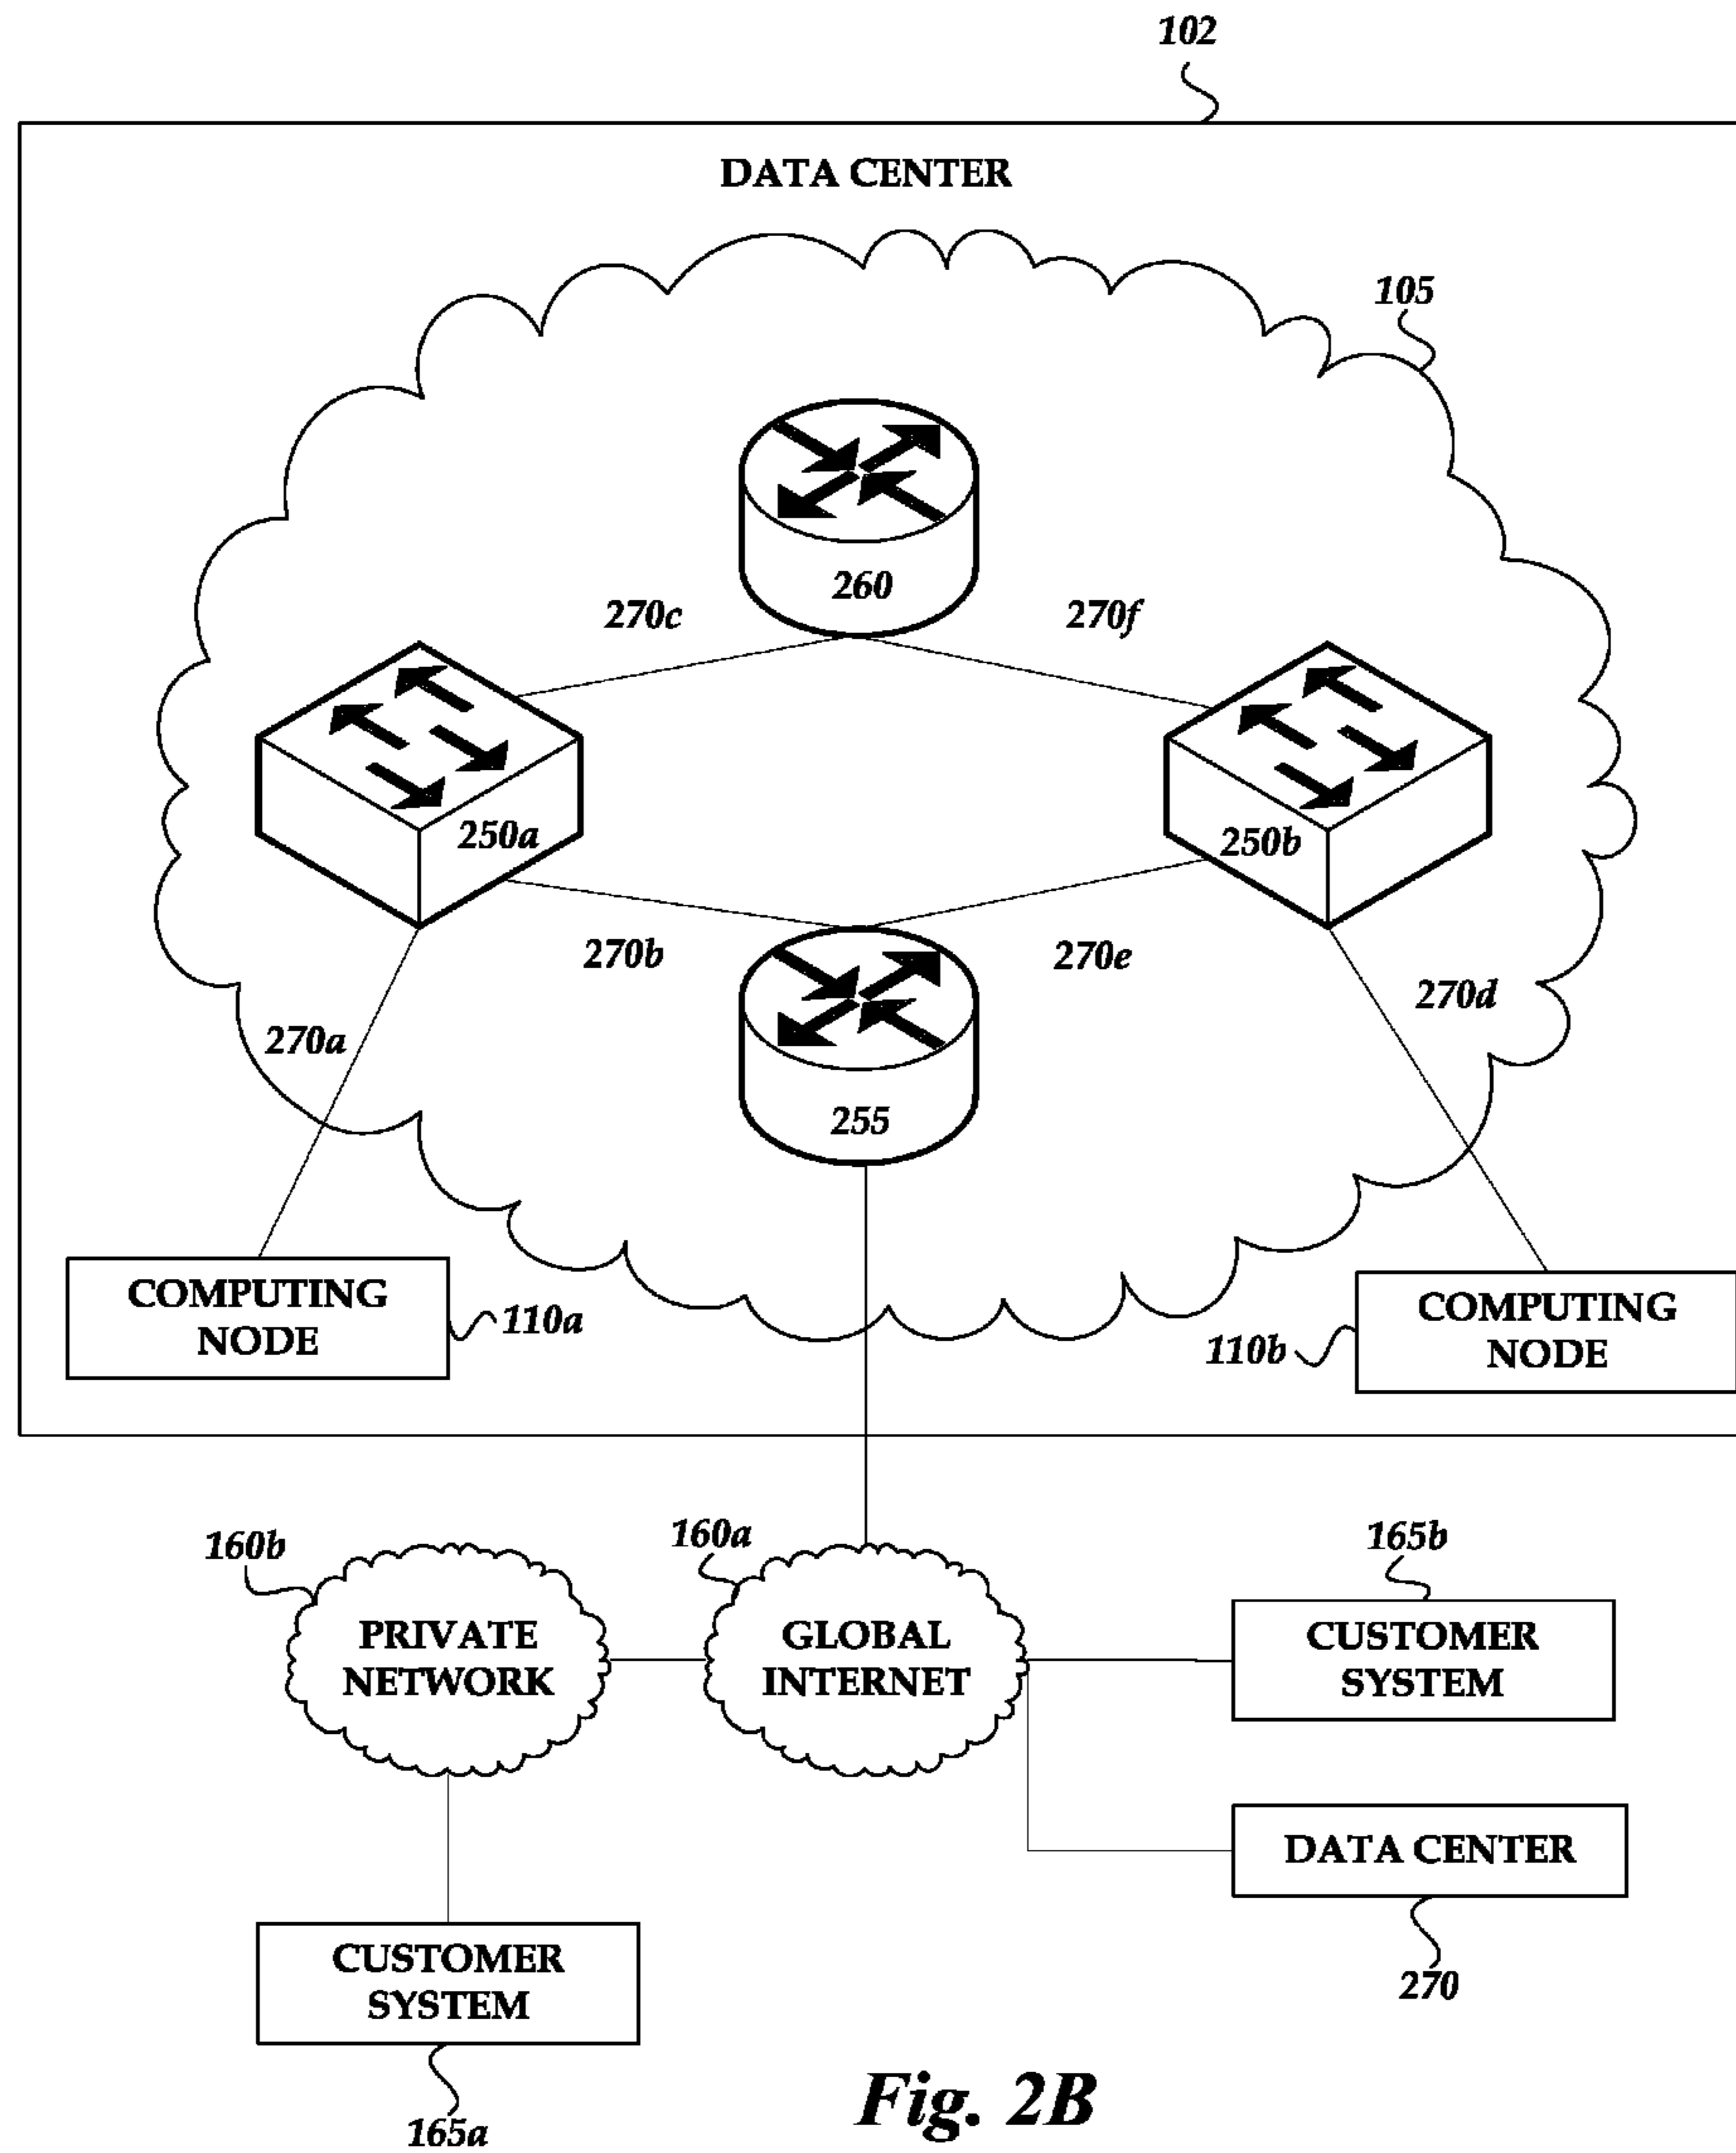 102
DATA CENTER
105
260
270c
270f
250a
250b
270b
270e
270d
270a
255
COMPUTING
NODE
110a
COMPUTING
NODE
110b
160b
160a
165b
PRIVATE
NETWORK
GLOBAL
INTERNET
CUSTOMER
SYSTEM
DATA CENTER
270
CUSTOMER
SYSTEM
165a
Fig. 2B